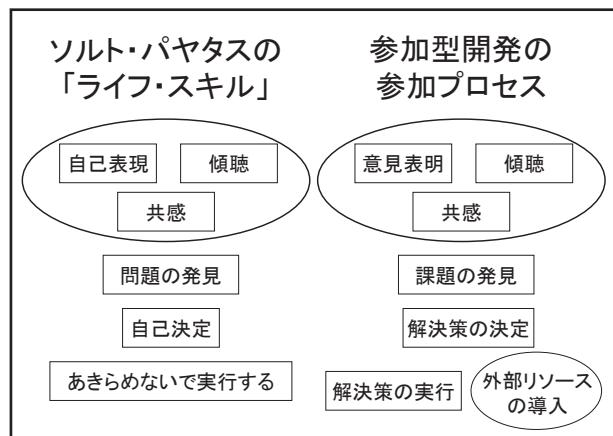 ソルト・パヤタスの
「ライフ・スキル」
自己表現
傾聴
共感
問題の発見
自己決定
あきらめないで実行する
参加型開発の
参加プロセス
意見表明
傾聴
共感
課題の発見
解決策の決定
解決策の実行
外部リソース
の導入